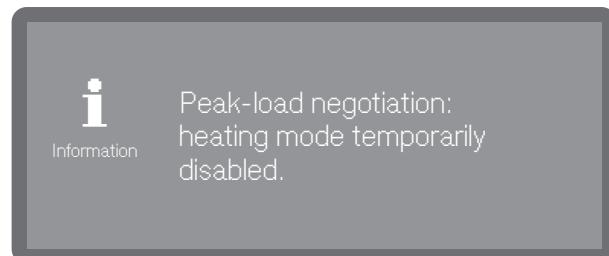 Information
Peak-load negotiation:
heating mode temporarily
disabled.